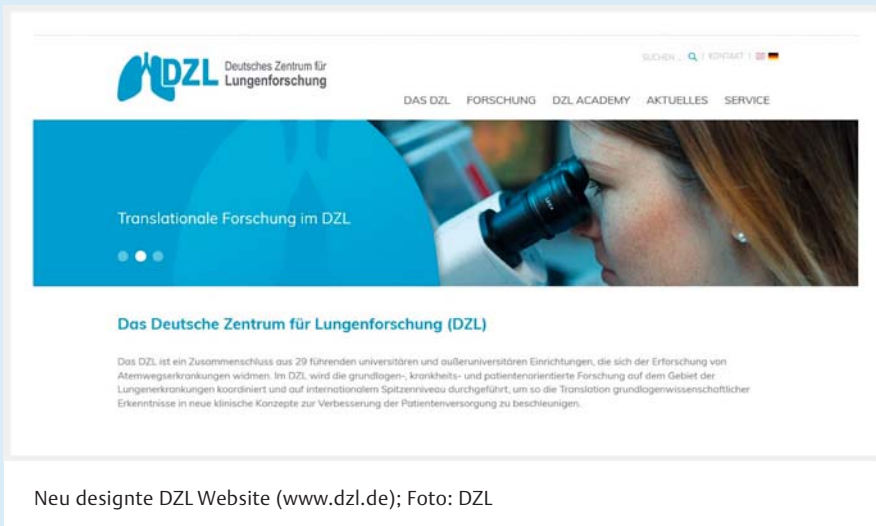 DZL Deutsches Zentrum für
Lungenforschung
SUCHEN ... | KONTAKT |
DAS DZL FORSCHUNG DZL ACADEMY AKTUELLES SERVICE
Translationale Forschung im DZL
Das Deutsche Zentrum für Lungenforschung (DZL)
Das DZL ist ein Zusammenschluss aus 29 führenden universitären und außeruniversitären Einrichtungen, die sich der Erforschung von
Atemwegserkrankungen widmen. Im DZL wird die grundlagen-, krankheits- und patientenorientierte Forschung auf dem Gebiet der
Lungenerkrankungen koordiniert und auf internationalem Spitzenniveau durchgeführt, um so die Translation grundlagenwissenschaftlicher
Erkenntnisse in neue klinische Konzepte zur Verbesserung der Patientenversorgung zu beschleunigen.
Neu designte DZL Website (www.dzl.de); Foto: DZL